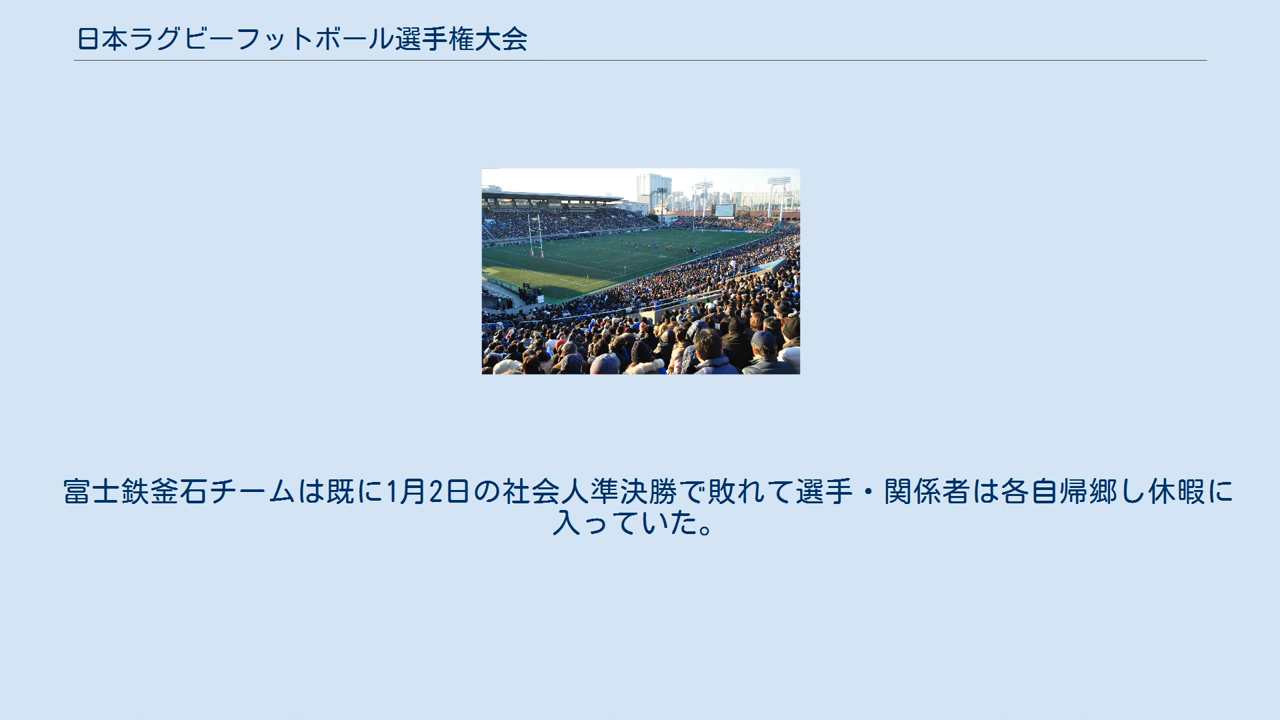 日本ラグビーフットボール選手権大会
富士鉄釜石チームは既に1月2日の社会人準決勝で敗れて選手・関係者は各自帰郷し休暇に
入っていた。